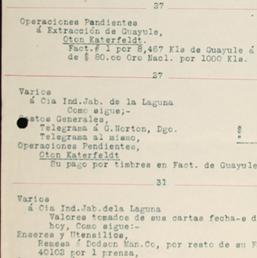 27
Operaciones Pendientes
á Extracción de Guayule,
Oton Katerfeldt.
Fact.# 1 por 8,467 Kls de Guayule á
de $ 80.00 Oro Nacl. por 1000 Kls.
27
Varios
á Cia Ind.Jab. de la Laguna
Como sigue;-
Gastos Generales,
Telegrama á G.Norton, Dgo.
Telegrama al mismo,
Operaciones Pendientes,
Oton Katerfeldt
Su pago por timbres en Fact. de Guayule
31
Varios
á Cia Ind.Jab.dela Laguna
Valores tomados de sus cartas fecha-s d
hoy, Como sigue:-
Enseres y Utensilios,
Remesa á Dodson Man.Co, por resto de su F
40102 por 1 prensa,